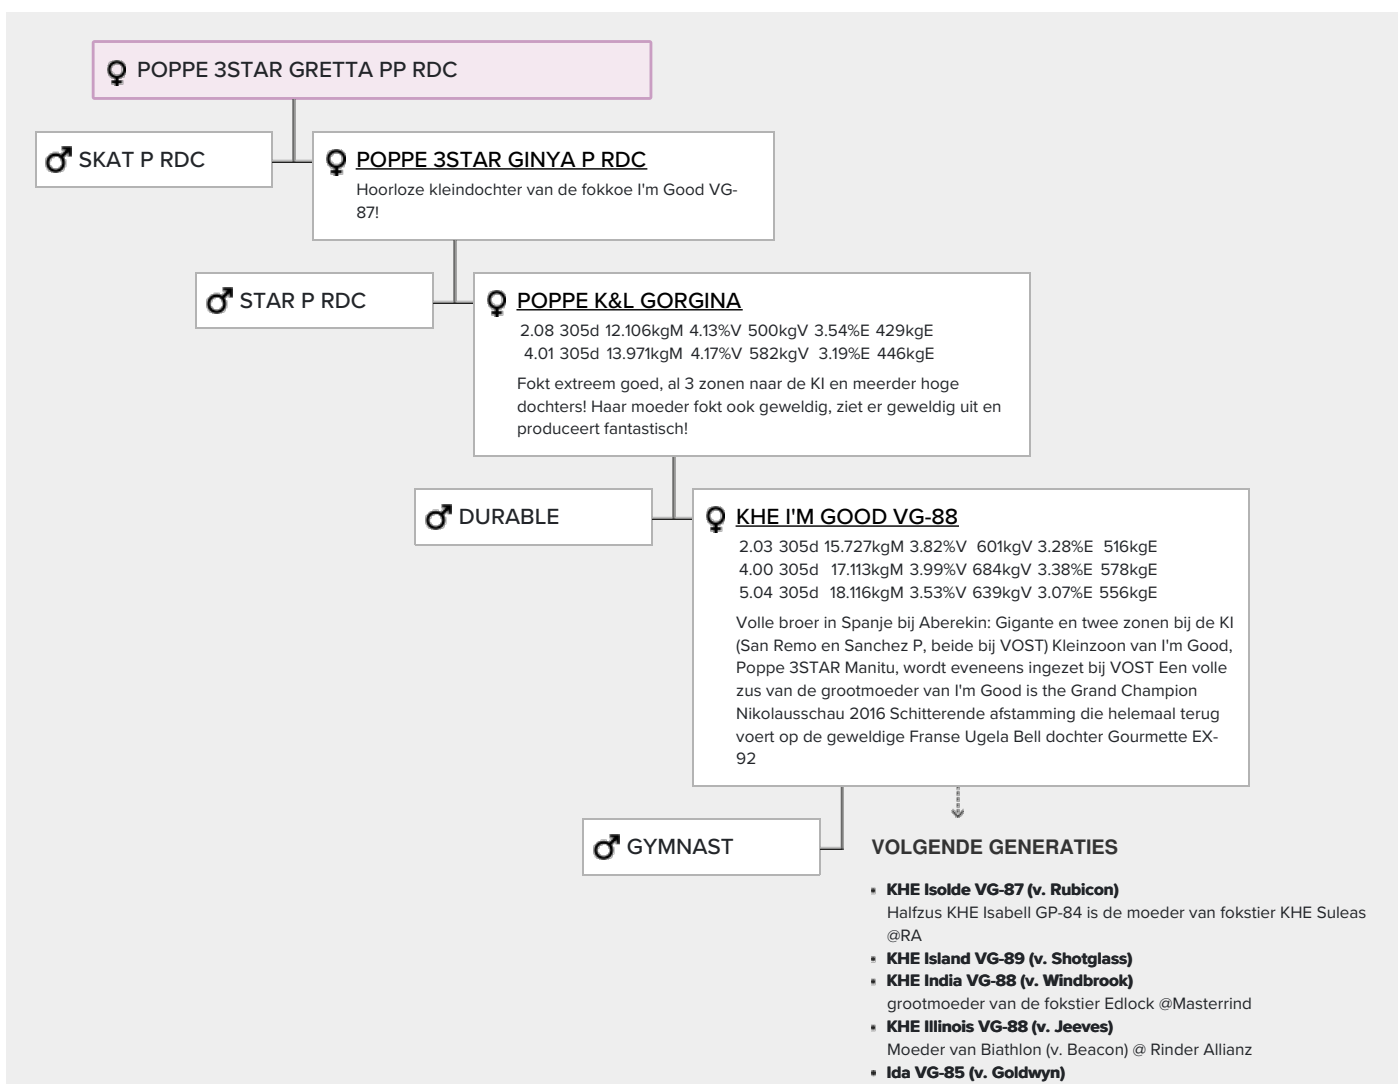 POPPE 3STAR GRETTA PP RDC
SKAT P RDC
POPPE 3STAR GINYA P RDC
Hoorloze kleindochter van de fokkoe I'm Good VG-
87!
STAR P RDC
POPPE K&L GORGINA
2.08 305d 12.106kgM 4.13%V 500kgV 3.54%E 429kgE
4.01 305d 13.971kgM 4.17%V 582kgV 3.19%E 446kgE
Fokt extreem goed, al 3 zonen naar de KI en meerder hoge
dochters! Haar moeder fokt ook geweldig, ziet er geweldig uit en
produceert fantastisch!
DURABLE
KHE I'M GOOD VG-88
2.03 305d 15.727kgM 3.82%V 601kgV 3.28%E 516kgE
4.00 305d 17.113kgM 3.99%V 684kgV 3.38%E 578kgE
5.04 305d 18.116kgM 3.53%V 639kgV 3.07%E 556kgE
Volle broer in Spanje bij Aberekin: Gigante en twee zonen bij de KI
(San Remo en Sanchez P, beide bij VOST) Kleinzoon van I'm Good,
Poppe 3STAR Manitu, wordt eveneens ingezet bij VOST Een volle
zus van de grootmoeder van I'm Good is the Grand Champion
Nikolausschau 2016 Schitterende afstamming die helemaal terug
voert op de geweldige Franse Ugela Bell dochter Gourmette EX-
92
GYMNAST
VOLGENDE GENERATIES
KHE Isolde VG-87 (v. Rubicon)
Halfzus KHE Isabell GP-84 is de moeder van fokstier KHE Suleas
@RA
KHE Island VG-89 (v. Shotglass)
KHE India VG-88 (v. Windbrook)
grootmoeder van de fokstier Edlock @Masterrind
KHE Illinois VG-88 (v. Jeeves)
Moeder van Biathlon (v. Beacon) @ Rinder Allianz
Ida VG-85 (v. Goldwyn)